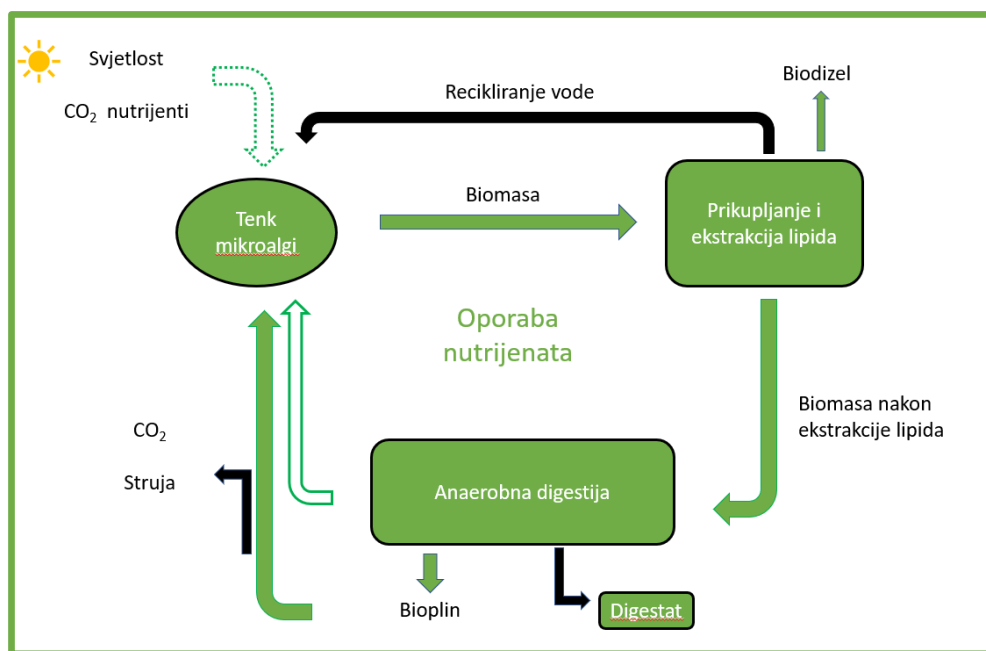 Svjetlost
CO₂ nutrijenti
Recikliranje vode
Biodizel
Tenk
mikroalgi
Biomasa
Prikupljanje i
ekstrakcija lipida
Oporaba
nutrijenata
Biomasa nakon
ekstrakcije lipida
CO₂
Struja
Anaerobna digestija
Bioplin
Digestat